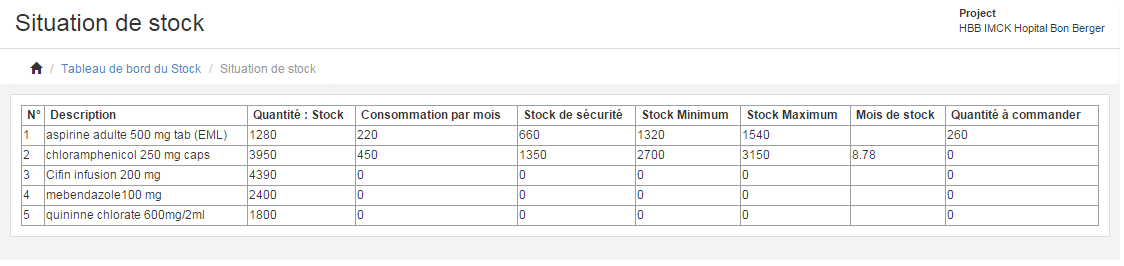 Situation de stock
Project
HBB IMCK Hopital Bon Berger
/ Tableau de bord du Stock / Situation de stock
N° Description Quantité : Stock Consommation par mois Stock de sécurité Stock Minimum Stock Maximum Mois de stock Quantité à commander
1 aspirine adulte 500 mg tab (EML) 1280 220 660 1320 1540 260
2 chloramphenicol 250 mg caps 3950 450 1350 2700 3150 8.78 0
3 Cifin infusion 200 mg 4390 0 0 0 0 0
4 mebendazole100 mg 2400 0 0 0 0 0
5 quininne chlorate 600mg/2ml 1800 0 0 0 0 0